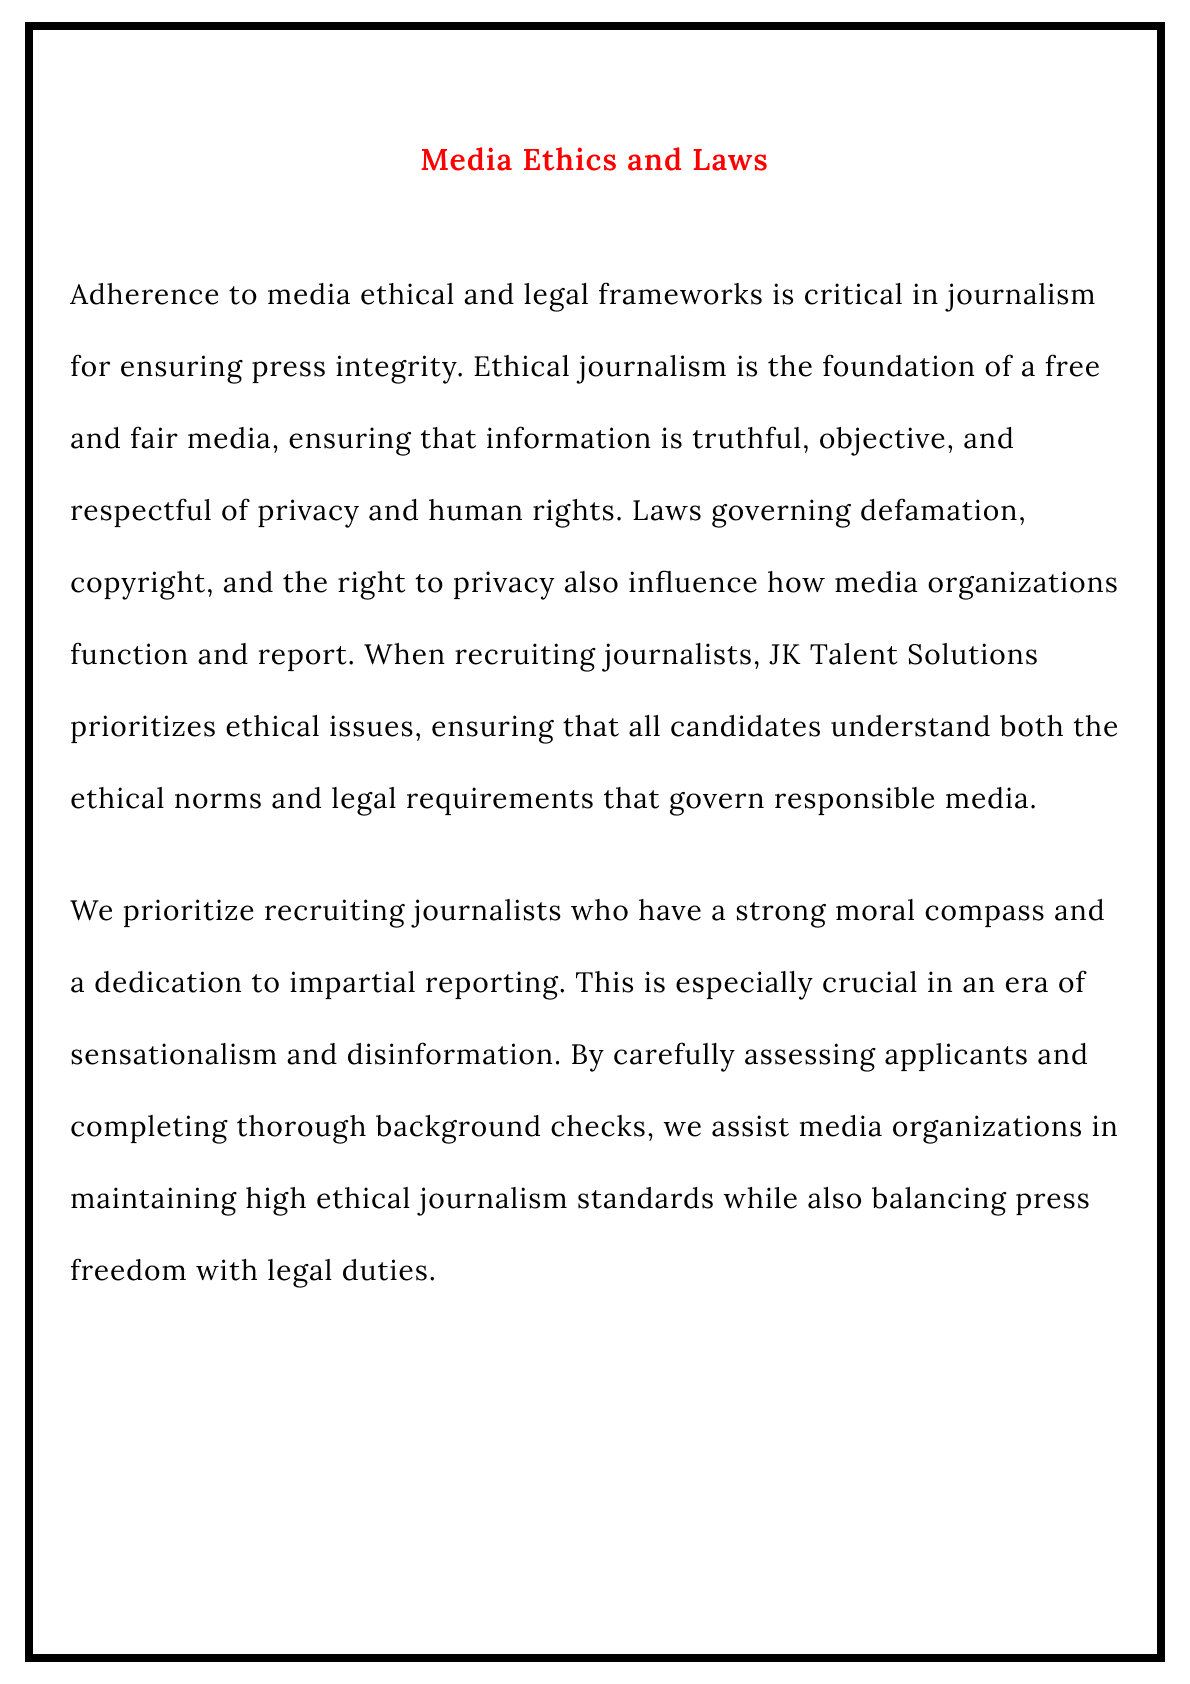 Media Ethics and Laws
Adherence to media ethical and legal frameworks is critical in journalism
for ensuring press integrity. Ethical journalism is the foundation of a free
and fair media, ensuring that information is truthful, objective, and
respectful of privacy and human rights. Laws governing defamation,
copyright, and the right to privacy also influence how media organizations
function and report. When recruiting journalists, JK Talent Solutions
prioritizes ethical issues, ensuring that all candidates understand both the
ethical norms and legal requirements that govern responsible media.
We prioritize recruiting journalists who have a strong moral compass and
a dedication to impartial reporting. This is especially crucial in an era of
sensationalism and disinformation. By carefully assessing applicants and
completing thorough background checks, we assist media organizations in
maintaining high ethical journalism standards while also balancing press
freedom with legal duties.